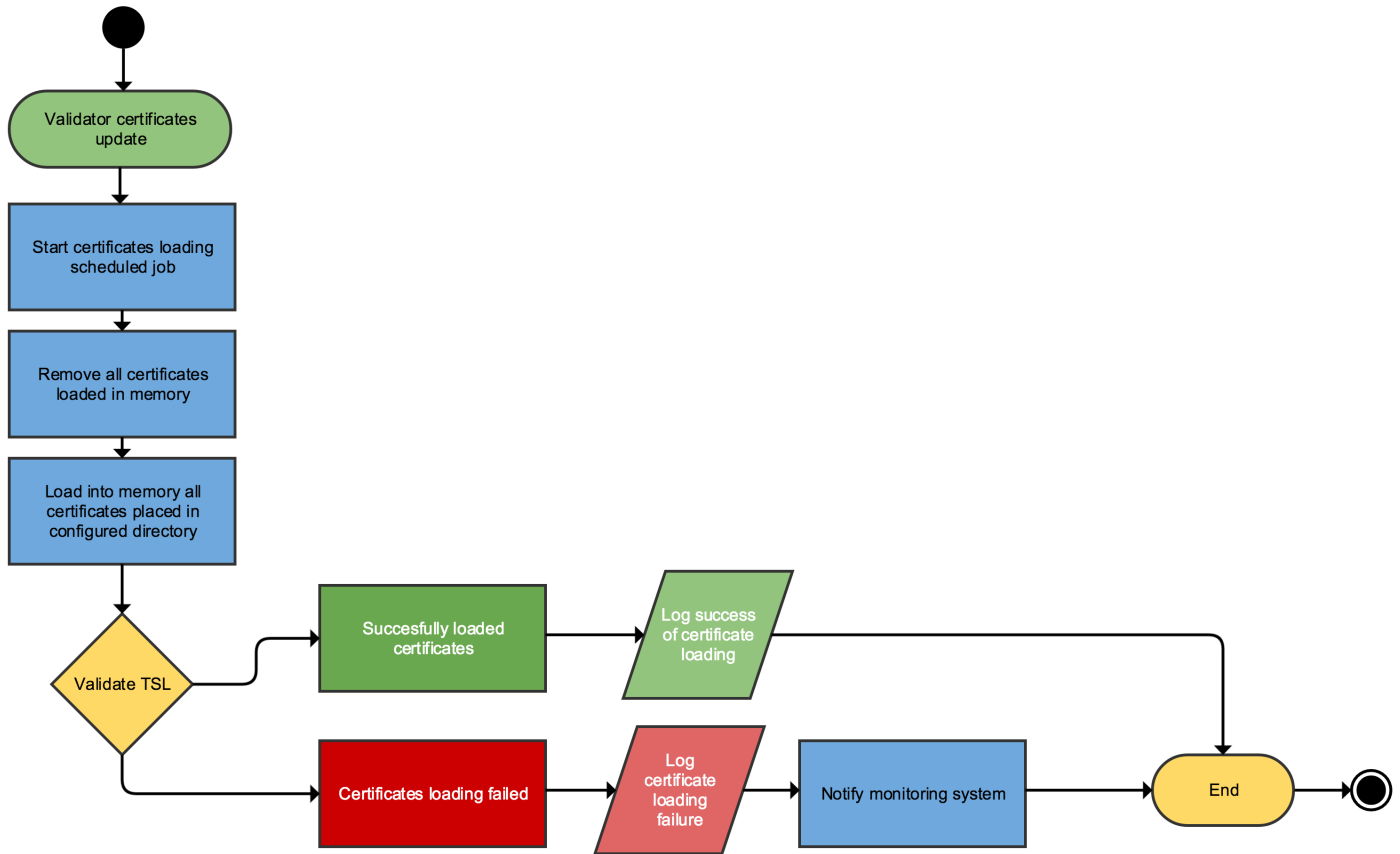 Validator certificates
update
Start certificates loading
scheduled job
Remove all certificates
loaded in memory
Load into memory all
certificates placed in
configured directory
Validate TSL
Succesfully loaded
certificates
Log success
of certificate
loading
Certificates loading failed
Log
certificate
loading
failure
Notify monitoring system
End